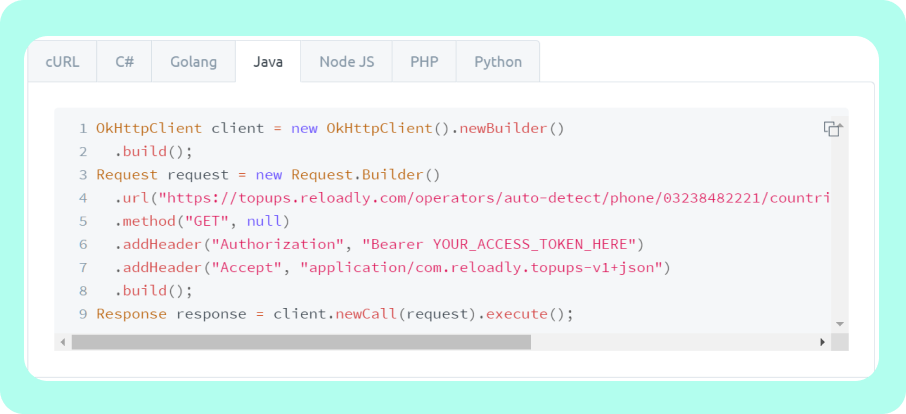 cURL C# Golang Java Node JS PHP Python
1 OkHttpClient client = new OkHttpClient().newBuilder()
2   .build();
3 Request request = new Request.Builder()
4   .url("https://topups.reloadly.com/operators/auto-detect/phone/03238482221/countri
5   .method("GET", null)
6   .addHeader("Authorization", "Bearer YOUR_ACCESS_TOKEN_HERE")
7   .addHeader("Accept", "application/com.reloadly.topups-v1+json")
8   .build();
9 Response response = client.newCall(request).execute();